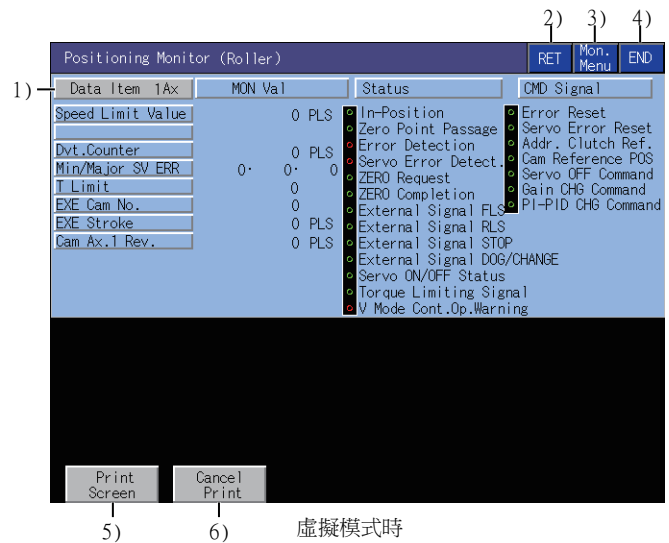 2) 3) 4)
Positioning Monitor (Roller) RET Mon. Menu END
1) Data Item 1Ax MON Val Status CMD Signal
Speed Limit Value 0 PLS
Dvt.Counter 0 PLS
Min/Major SV ERR 0· 0· 0
T Limit 0
EXE Cam No. 0
EXE Stroke 0 PLS
Cam Ax.1 Rev. 0 PLS
In-Position
Zero Point Passage
Error Detection
Servo Error Detect.
ZERO Request
ZERO Completion
External Signal FLS
External Signal RLS
External Signal STOP
External Signal DOG/CHANGE
Servo ON/OFF Status
Torque Limiting Signal
V Mode Cont.Op.Warning
Error Reset
Servo Error Reset
Addr. Clutch Ref.
Cam Reference POS
Servo OFF Command
Gain CHG Command
PI-PID CHG Command
Print Screen
Cancel Print
5) 6) 虛擬模式時